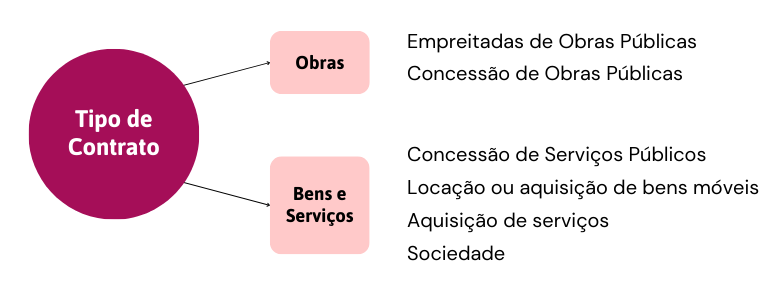 Tipo de
Contrato
Obras
Empreitadas de Obras Públicas
Concessão de Obras Públicas
Bens e
Serviços
Concessão de Serviços Públicos
Locação ou aquisição de bens móveis
Aquisição de serviços
Sociedade